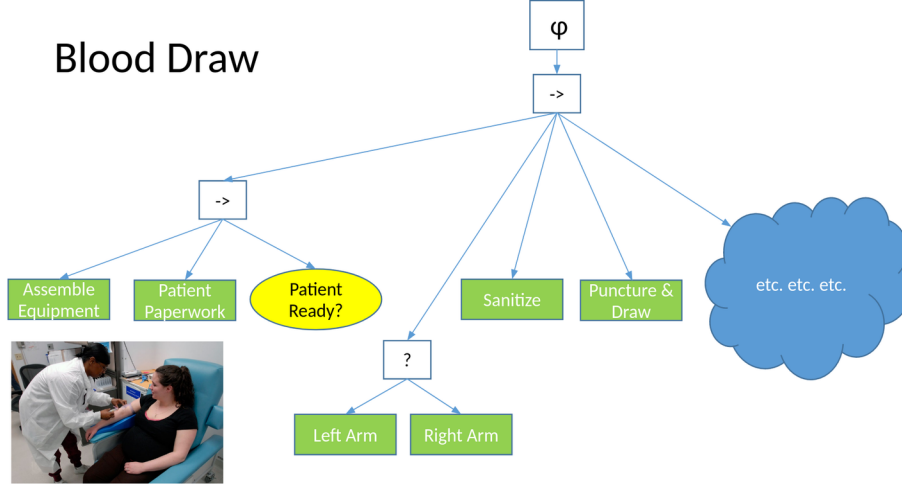 Blood Draw
φ
->
->
Assemble
Equipment
Patient
Paperwork
Patient
Ready?
Sanitize
Puncture &
Draw
etc. etc. etc.
?
Left Arm
Right Arm